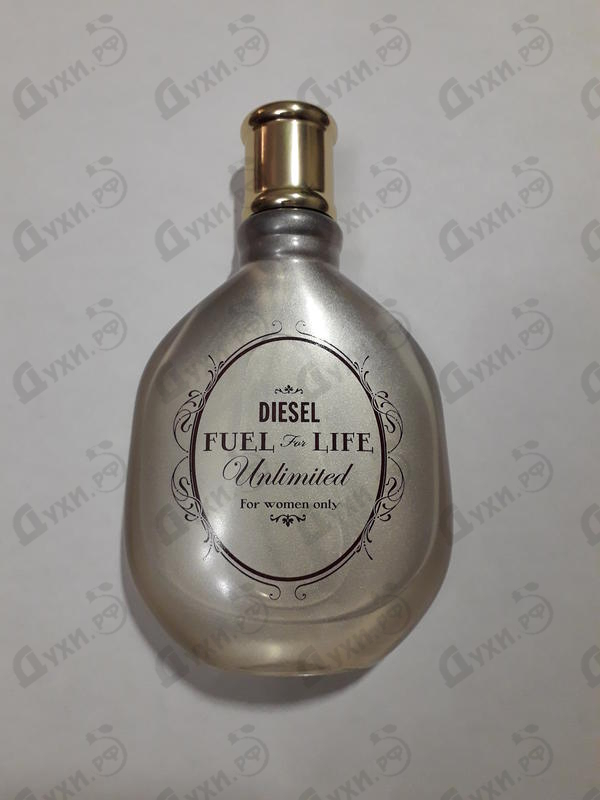 DIESEL
FUEL For LIFE
Unlimited
For women only
Духи.РФ